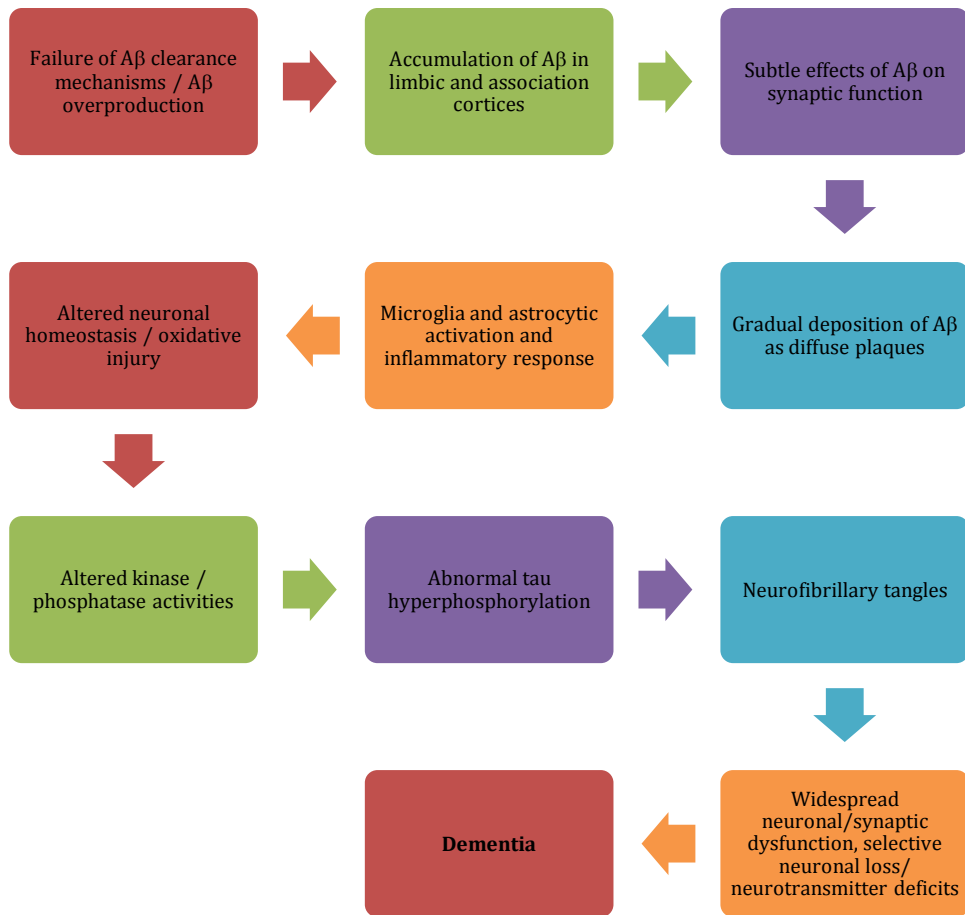 Failure of Aβ clearance
mechanisms / Aβ
overproduction
Accumulation of Aβ in
limbic and association
cortices
Subtle effects of Aβ on
synaptic function
Gradual deposition of Aβ
as diffuse plaques
Microglia and astrocytic
activation and
inflammatory response
Altered neuronal
homeostasis / oxidative
injury
Altered kinase /
phosphatase activities
Abnormal tau
hyperphosphorylation
Neurofibrillary tangles
Widespread
neuronal/synaptic
dysfunction, selective
neuronal loss/
neurotransmitter deficits
Dementia